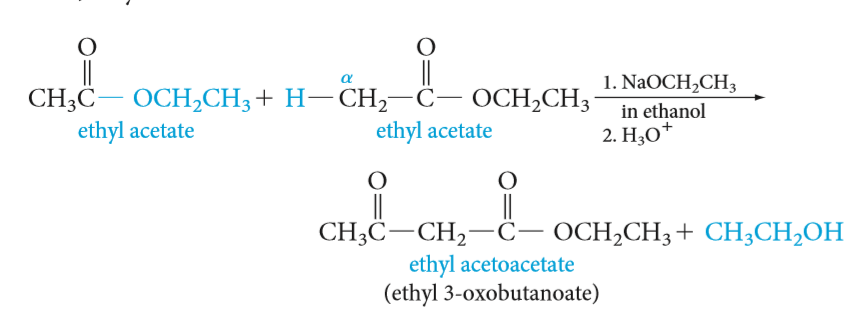 O
O
α
CH₃C— OCH₂CH₃ + H—CH₂—C— OCH₂CH₃
1. NaOCH₂CH₃
in ethanol
2. H₃O⁺
ethyl acetate
ethyl acetate
O
O
CH₃C—CH₂—C— OCH₂CH₃ + CH₃CH₂OH
ethyl acetoacetate
(ethyl 3-oxobutanoate)